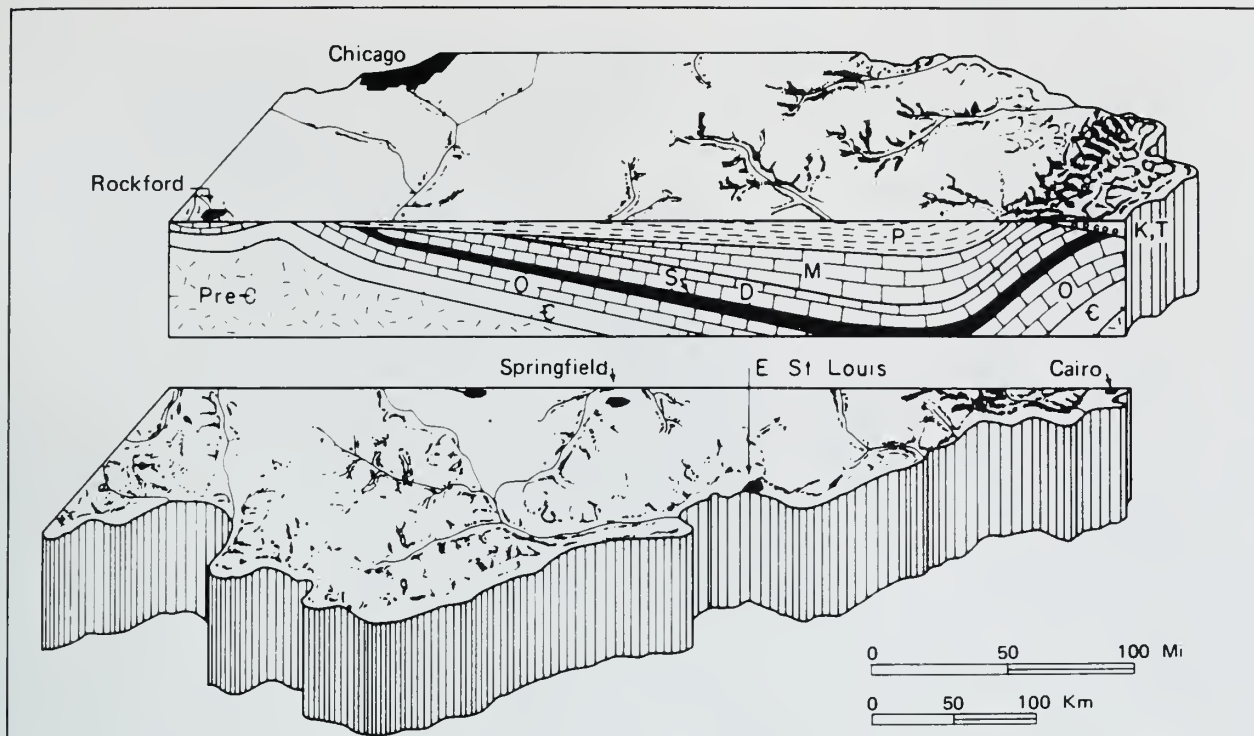 Chicago
Rockford
P
K,T
M
S
D
O
O
Pre-Ꞓ
Ꞓ
Ꞓ
Springfield
E St Louis
Cairo
0 50 100 Mi
0 50 100 Km